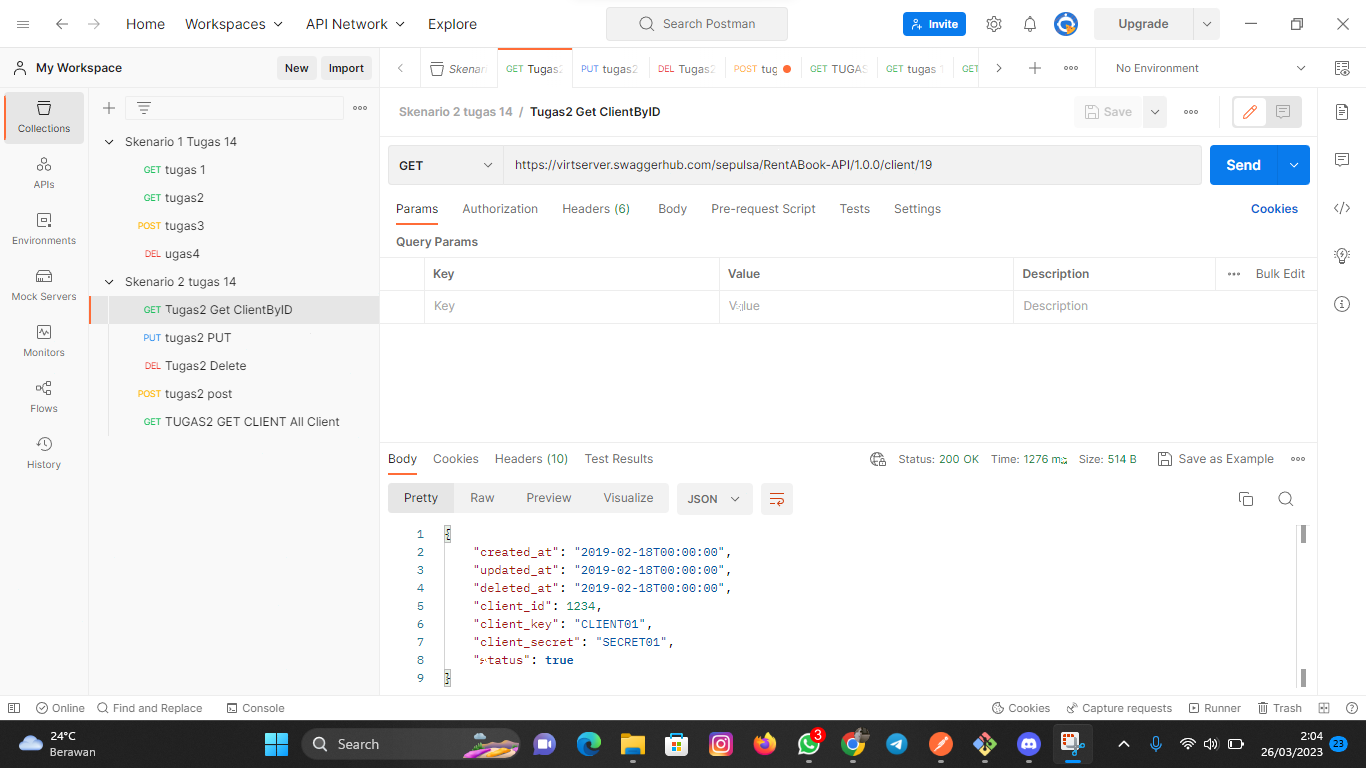 Home Workspaces API Network Explore Search Postman Invite Upgrade
My Workspace New Import
Skenar GET Tugas2 PUT tugas2 DEL Tugas2 POST tug GET TUGAS GET tugas GET No Environment
Collections
APIs
Environments
Mock Servers
Monitors
Flows
History
Skenario 1 Tugas 14
GET tugas 1
GET tugas2
POST tugas3
DEL ugas4
Skenario 2 tugas 14
GET Tugas2 Get ClientByID
PUT tugas2 PUT
DEL Tugas2 Delete
POST tugas2 post
GET TUGAS2 GET CLIENT All Client
Skenario 2 tugas 14 / Tugas2 Get ClientByID Save
GET https://virtserver.swaggerhub.com/sepulsa/RentABook-API/1.0.0/client/19 Send
Params Authorization Headers (6) Body Pre-request Script Tests Settings Cookies
Query Params
Key Value Description Bulk Edit
Key Value Description
Body Cookies Headers (10) Test Results Status: 200 OK Time: 1276 ms Size: 514 B Save as Example
Pretty Raw Preview Visualize JSON
1 {
2 "created_at": "2019-02-18T00:00:00",
3 "updated_at": "2019-02-18T00:00:00",
4 "deleted_at": "2019-02-18T00:00:00",
5 "client_id": 1234,
6 "client_key": "CLIENT01",
7 "client_secret": "SECRET01",
8 "status": true
9 }
Online Find and Replace Console Cookies Capture requests Runner Trash
24°C
Berawan
Search
3
2:04
26/03/2023 23